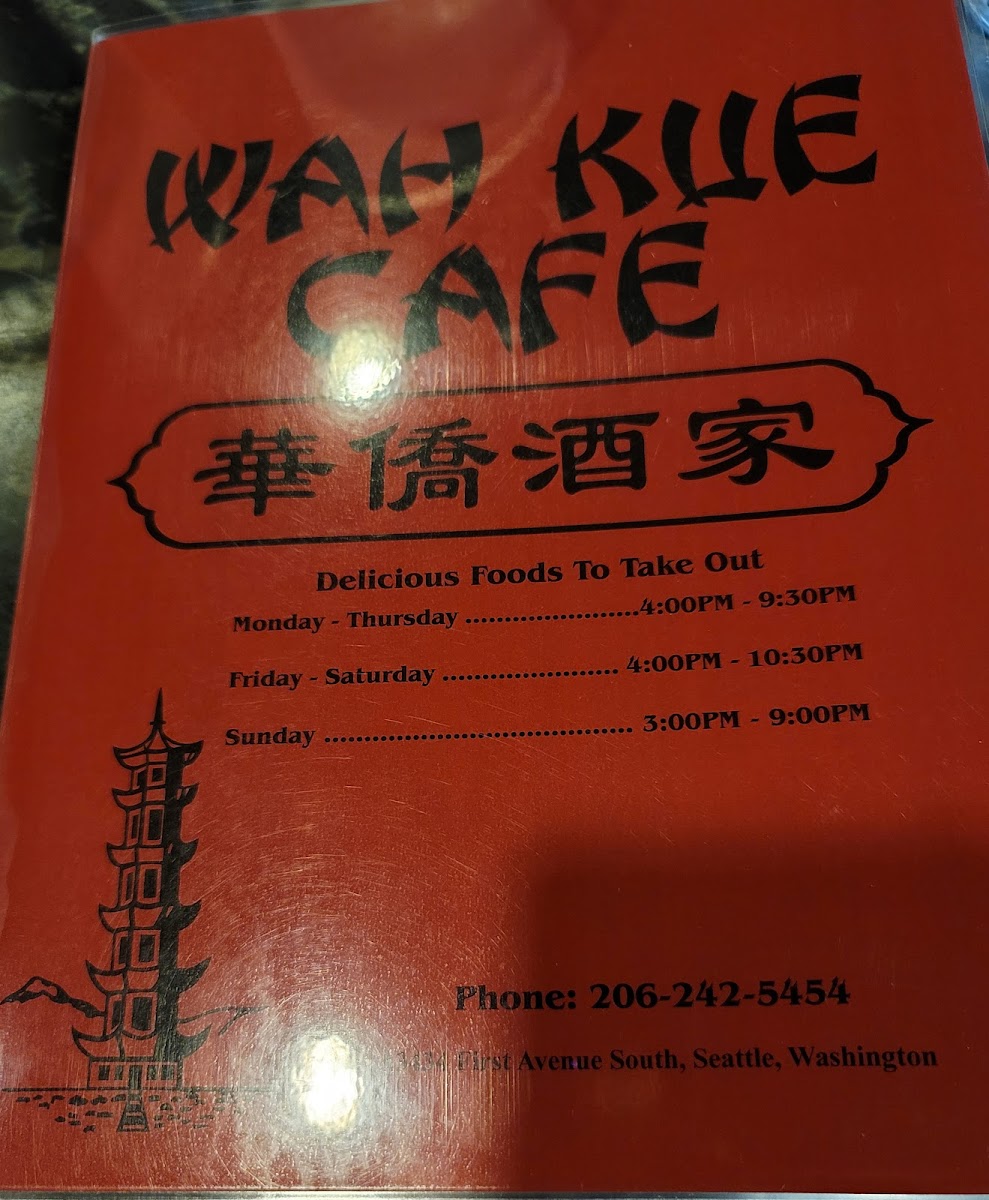 WAH KUE
CAFE
華僑酒家
Delicious Foods To Take Out
Monday - Thursday ......................4:00PM - 9:30PM
Friday - Saturday ....................... 4:00PM - 10:30PM
Sunday ........................................ 3:00PM - 9:00PM
Phone: 206-242-5454
First Avenue South, Seattle, Washington